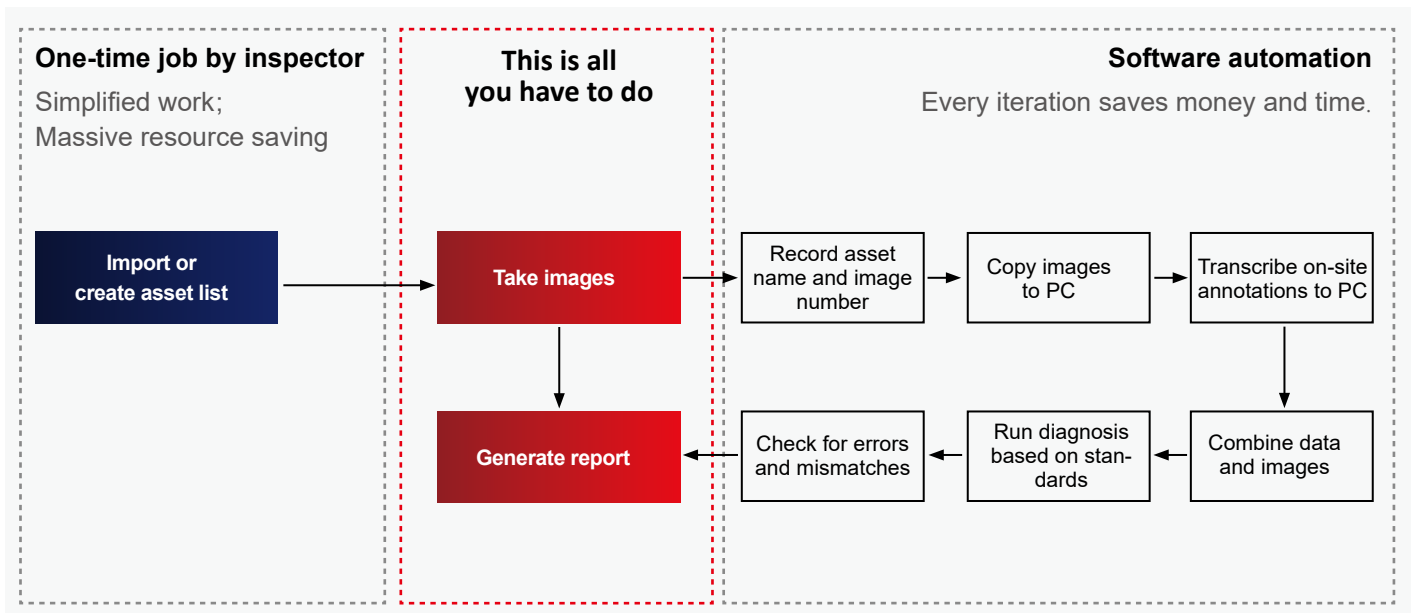 One-time job by inspector
Simplified work;
Massive resource saving
This is all
you have to do
Software automation
Every iteration saves money and time.
Import or
create asset list
Take images
Record asset
name and image
number
Copy images
to PC
Transcribe on-site
annotations to PC
Generate report
Check for errors
and mismatches
Run diagnosis
based on stan-
dards
Combine data
and images